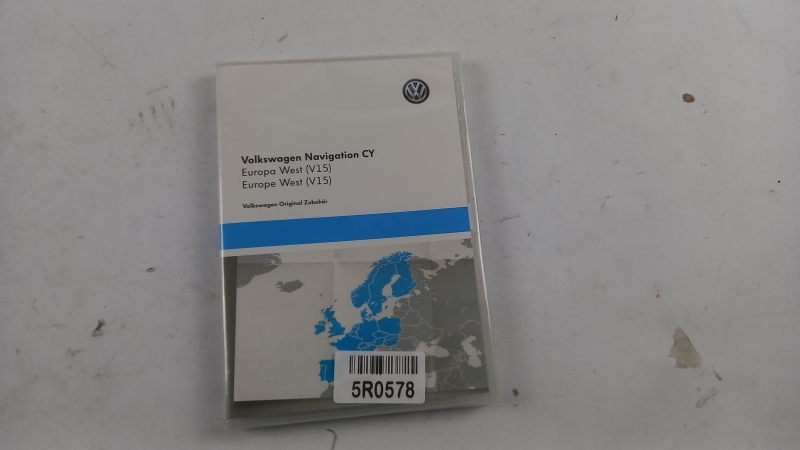 Volkswagen Navigation CY
Europa West (V15)
Europe West (V15)
Volkswagen Original Zubehör
5R0578